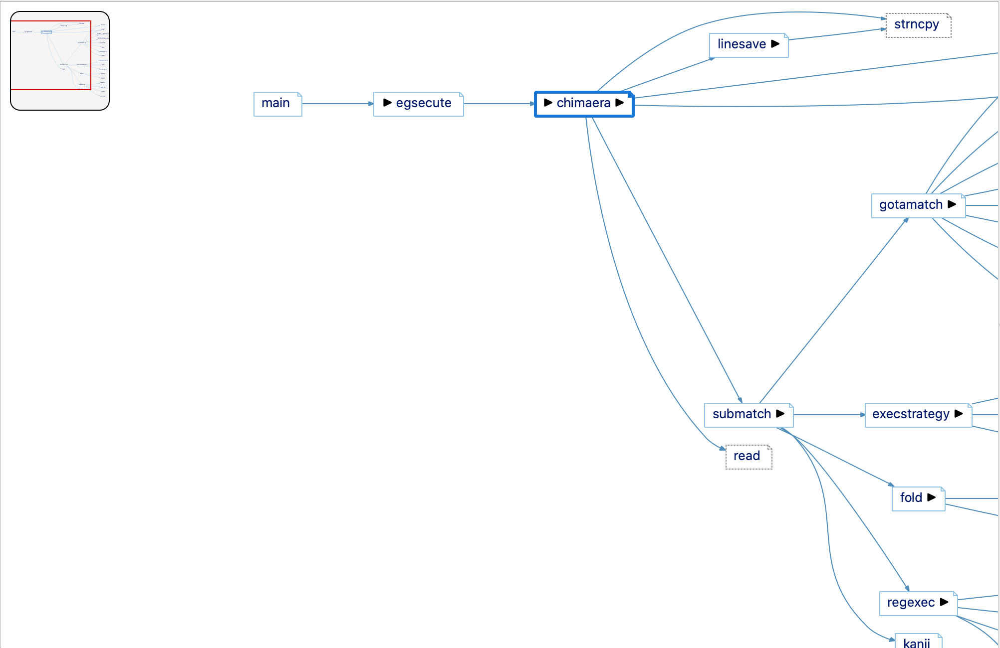 strncpy
linesave
main
egsecute
chimaera
gotamatch
submatch
execstrategy
read
fold
regexec
kanji